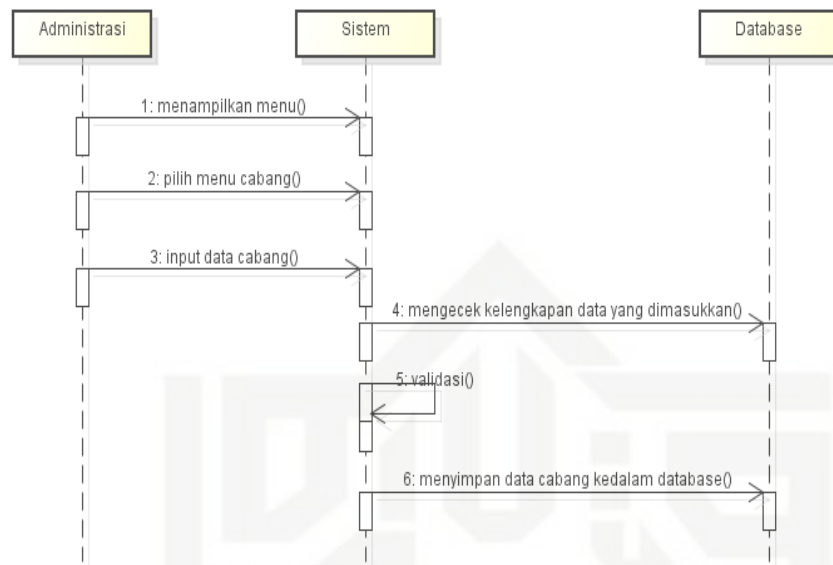 Administrasi
Sistem
Database
1: menampilkan menu()
2: pilih menu cabang()
3: input data cabang()
4: mengecek kelengkapan data yang dimasukkan()
5: validasi()
6: menyimpan data cabang kedalam database()